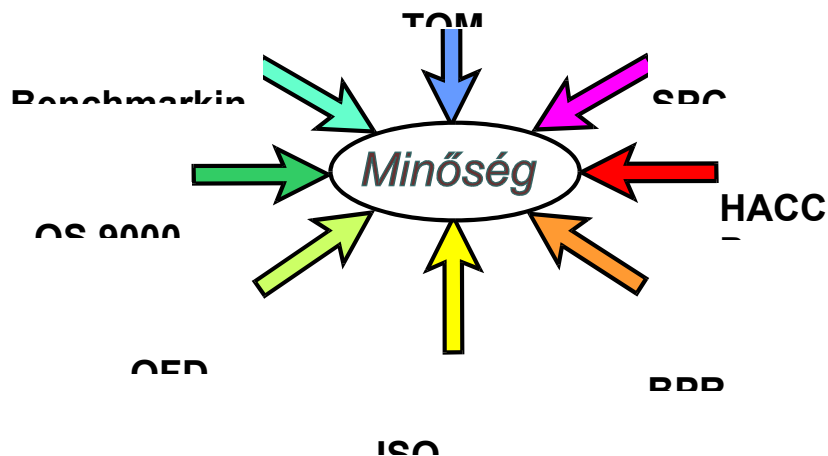 TQM
Benchmarkin
SPC
Minőség
HACC
P
QS 9000
QFD
BPR
ISO